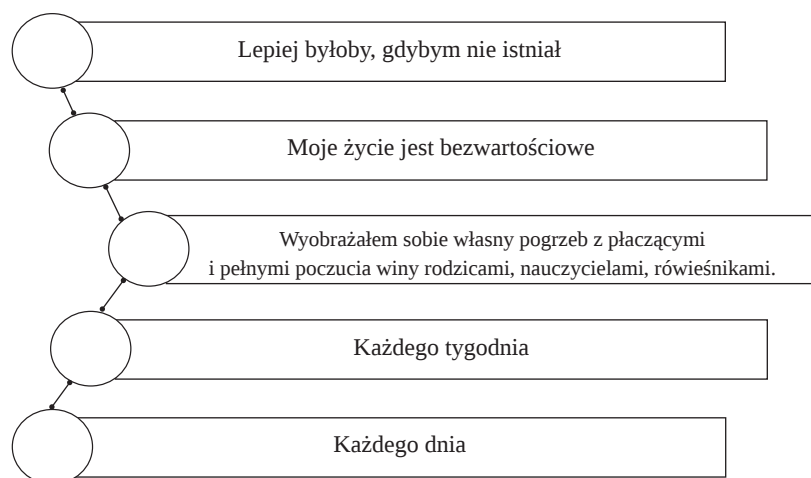 Lepiej byłoby, gdybym nie istniał
Moje życie jest bezwartościowe
Wyobrażałem sobie własny pogrzeb z płaczącymi
i pełnymi poczucia winy rodzicami, nauczycielami, rówieśnikami.
Każdego tygodnia
Każdego dnia